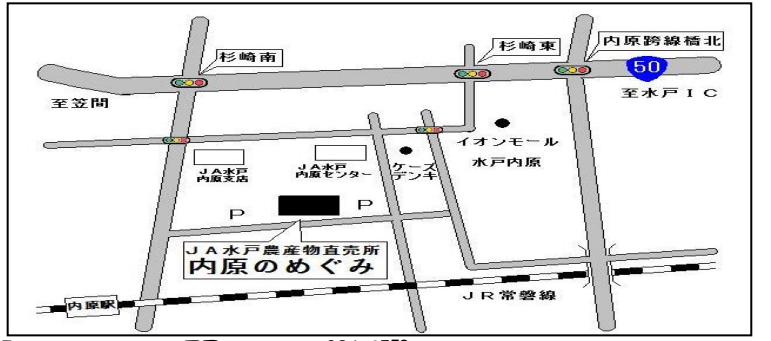 杉崎南
杉崎東
内原跨線橋北
50
至笠間
至水戸IC
イオンモール
水戸内原
JA水戸
内原支店
JA水戸
内原センター
ケーズ
デンキ
P
P
JA水戸農産物直売所
内原のめぐみ
内原駅
JR常磐線